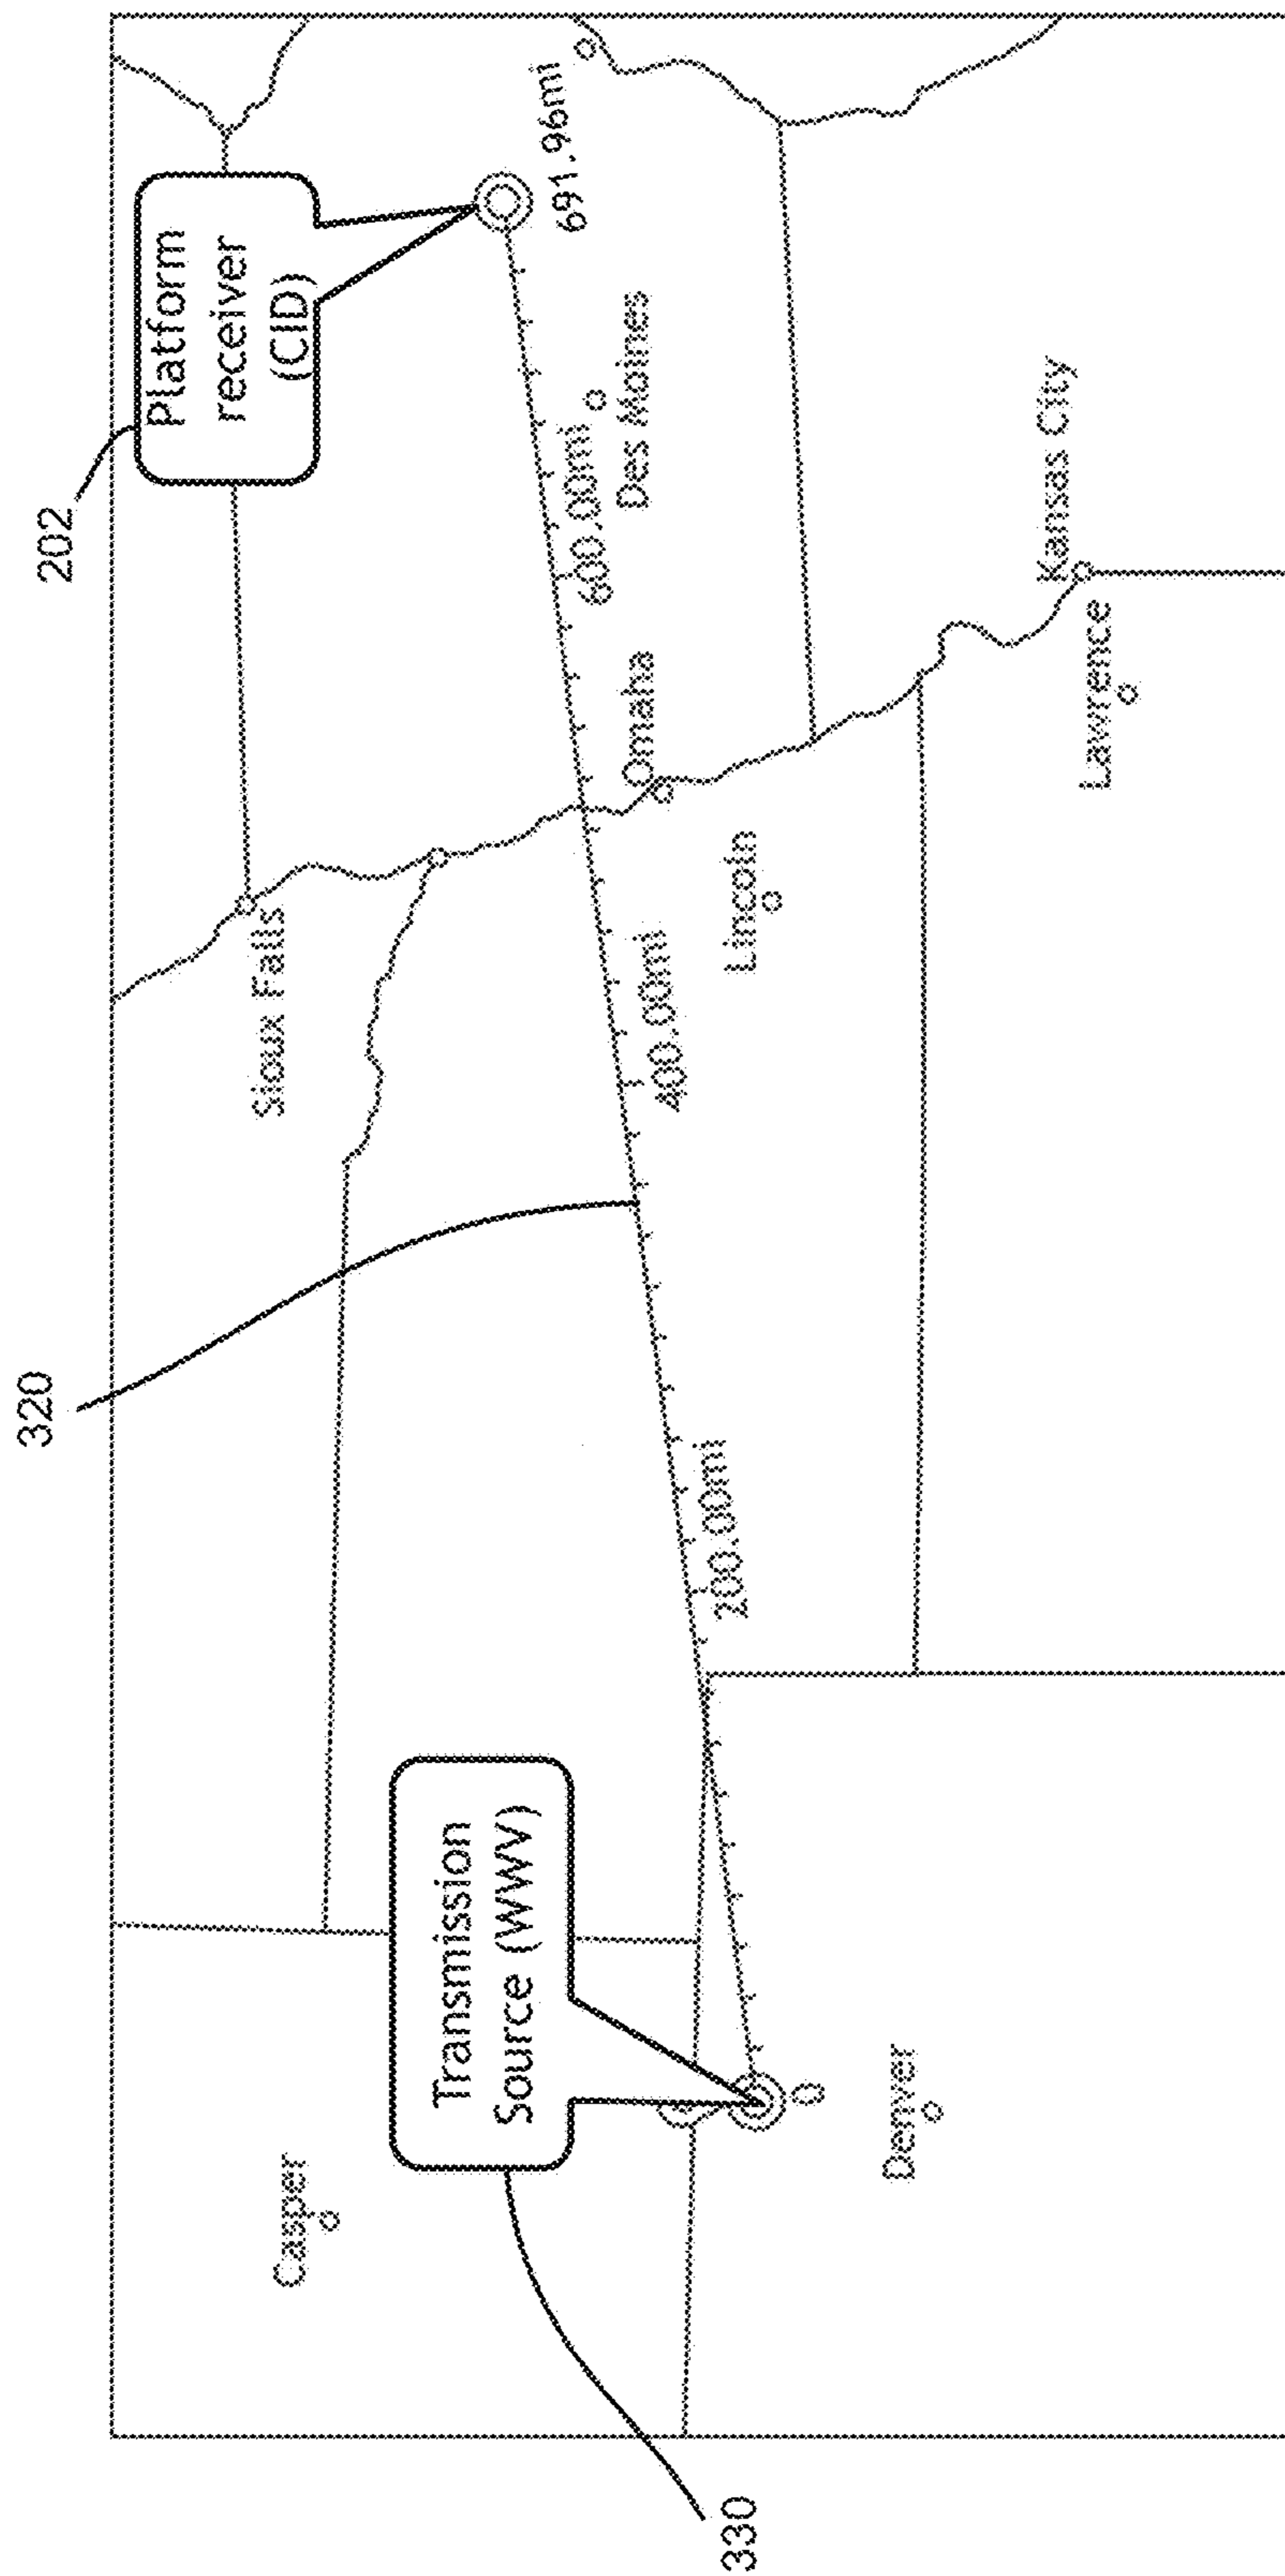 202
320
330
Platform
receiver
(CID)
691.96mi
Sioux Falls
600.00mi
Des Moines
Omaha
400.00mi
Lincoln
Transmission
Source (WWV)
200.00mi
Casper
0
Denver
Kansas City
Lawrence